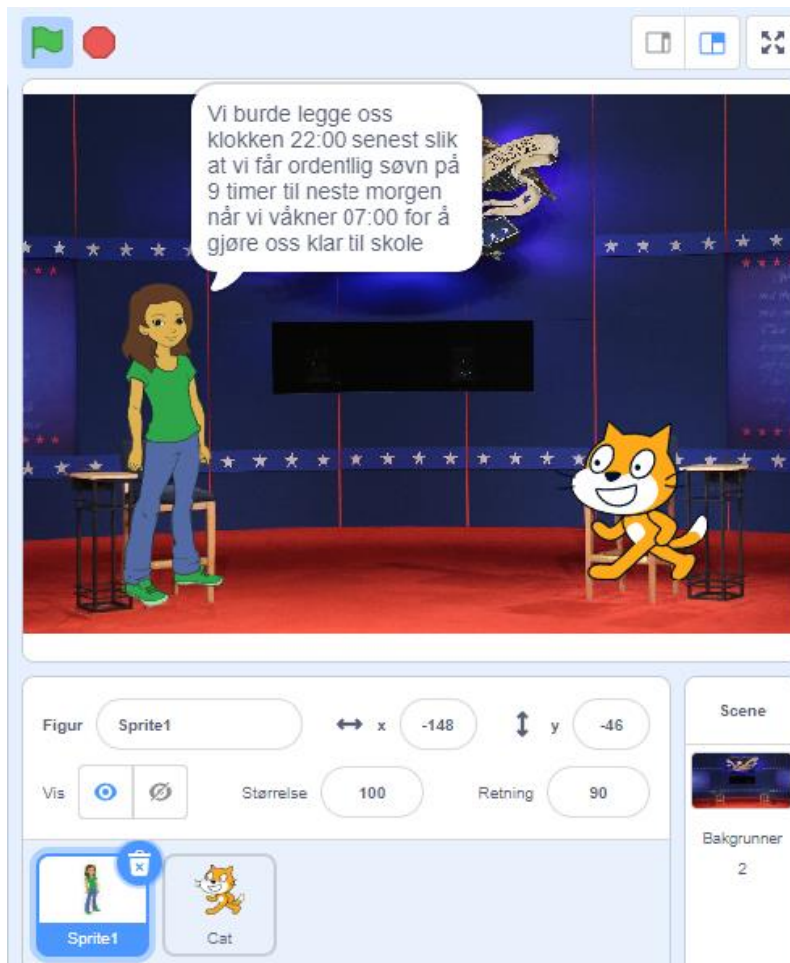 Vi burde legge oss
klokken 22:00 senest slik
at vi får ordentlig søvn på
9 timer til neste morgen
når vi våkner 07:00 for å
gjøre oss klar til skole
Figur Sprite1 x -148 y -46
Vis Størrelse 100 Retning 90
Sprite1
Cat
Scene
Bakgrunner
2